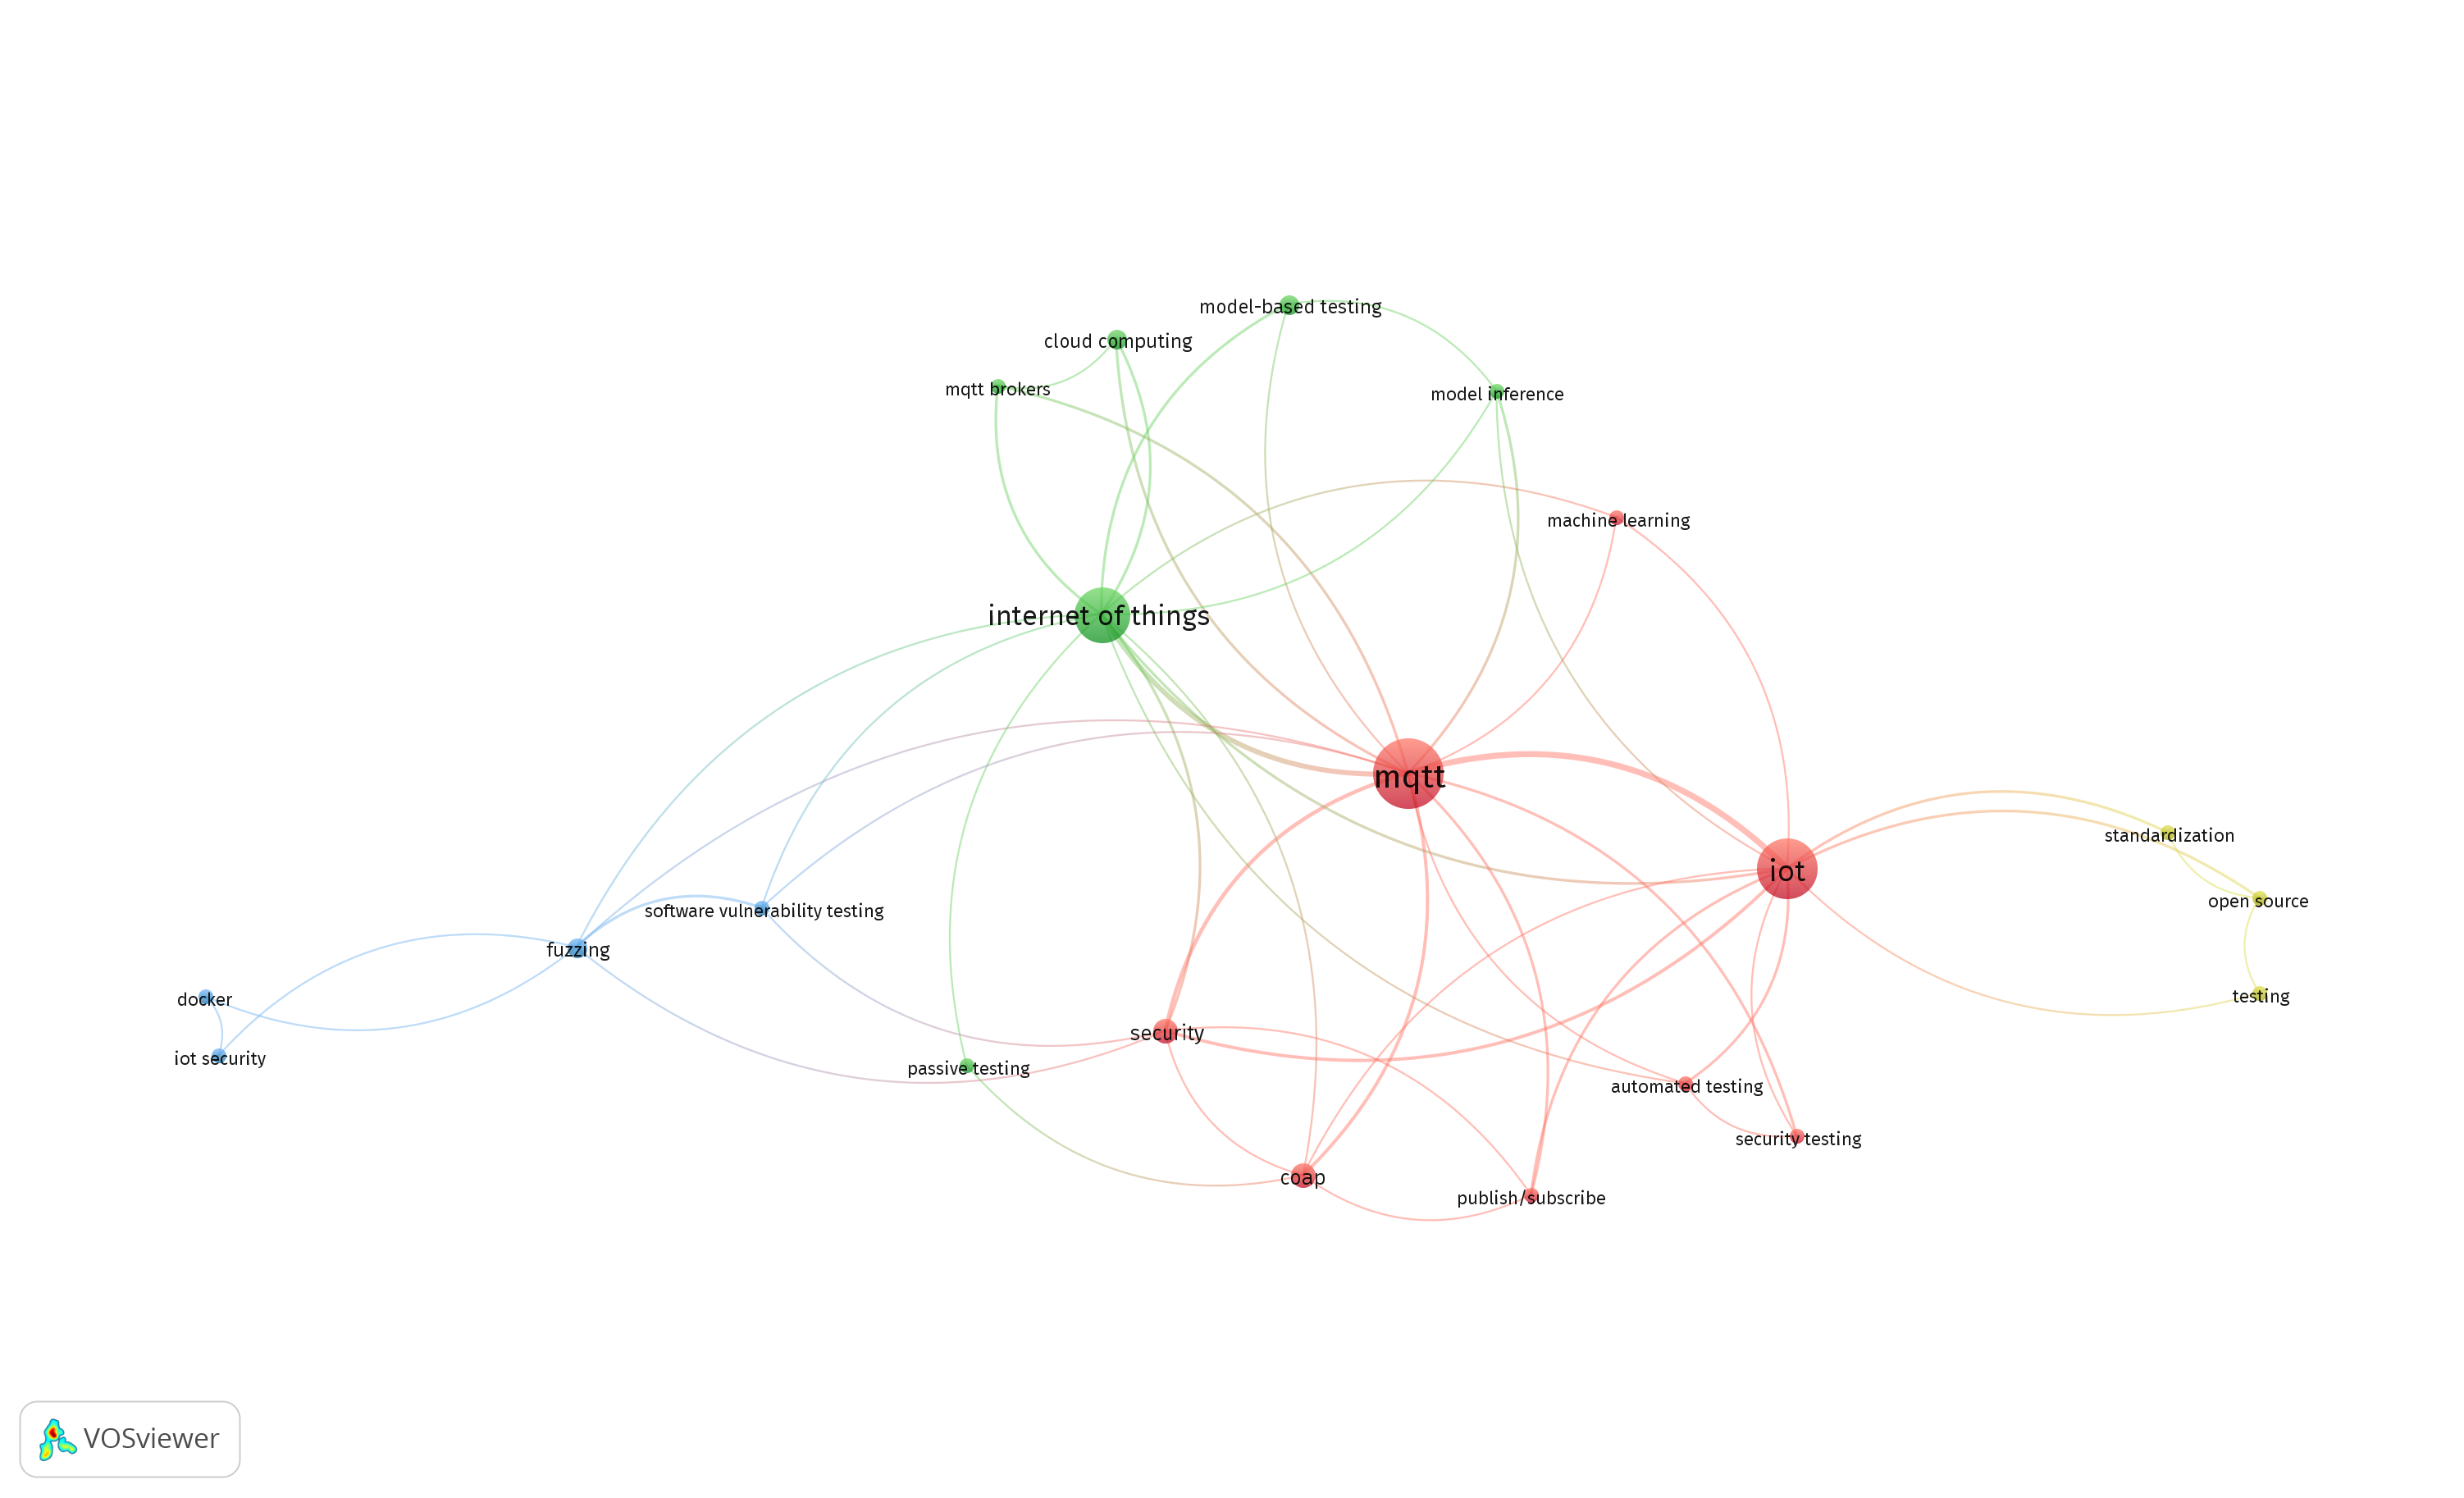 model-based testing
cloud computing
mqtt brokers
model inference
machine learning
internet of things
mqtt
standardization
iot
open source
software vulnerability testing
fuzzing
testing
docker
security
iot security
passive testing
automated testing
security testing
coap
publish/subscribe
VOSviewer